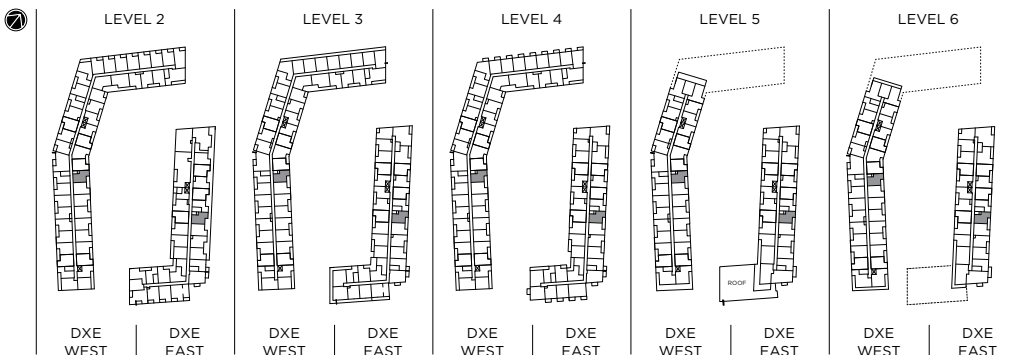 LEVEL 2
LEVEL 3
LEVEL 4
LEVEL 5
LEVEL 6
ROOF
DXE WEST
DXE EAST
DXE WEST
DXE EAST
DXE WEST
DXE EAST
DXE WEST
DXE EAST
DXE WEST
DXE EAST